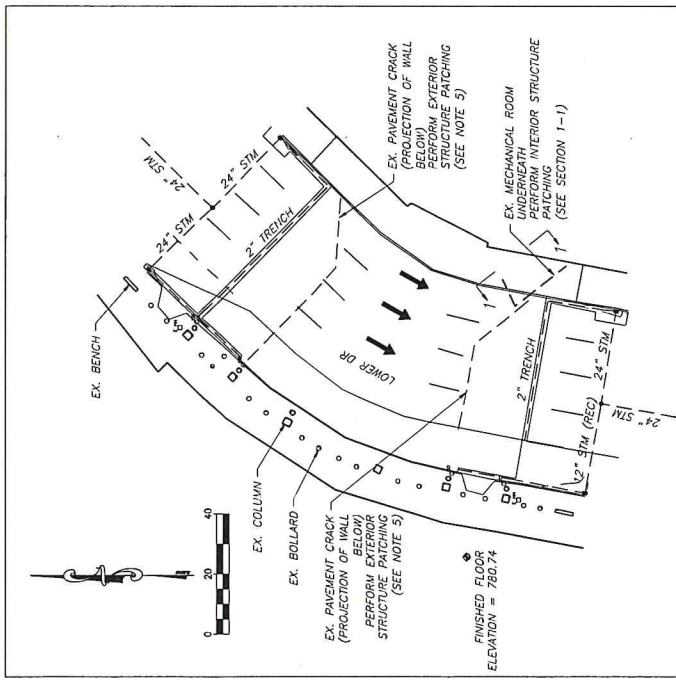 EX. BENCH
24" STM
24" STM
24" STM
2" TRENCH
EX. PAVEMENT CRACK
(PROJECTION OF WALL
BELOW)
PERFORM EXTERIOR
STRUCTURE PATCHING
(SEE NOTE 5)
EX. MECHANICAL ROOM
UNDERNEATH
PERFORM INTERIOR STRUCTURE
PATCHING
(SEE SECTION 1-1)
1
1
LOWER DR
2" TRENCH
24" STM
24" STM
12" STM (REC)
EX. COLUMN
EX. BOLLARD
EX. PAVEMENT CRACK
(PROJECTION OF WALL
BELOW)
PERFORM EXTERIOR
STRUCTURE PATCHING
(SEE NOTE 5)
0 20 40
FINISHED FLOOR
ELEVATION = 780.74